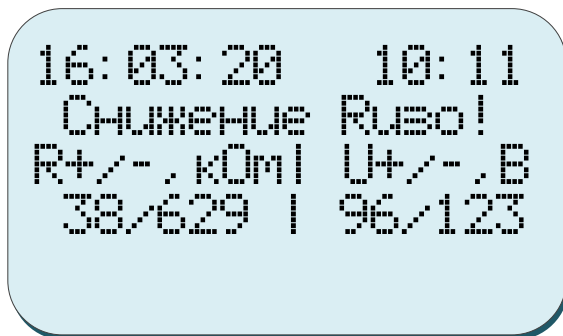 16:03:20 10:11
Снижение Rизо!
R+/-,кОм| U+/-,В
38/629 | 96/123